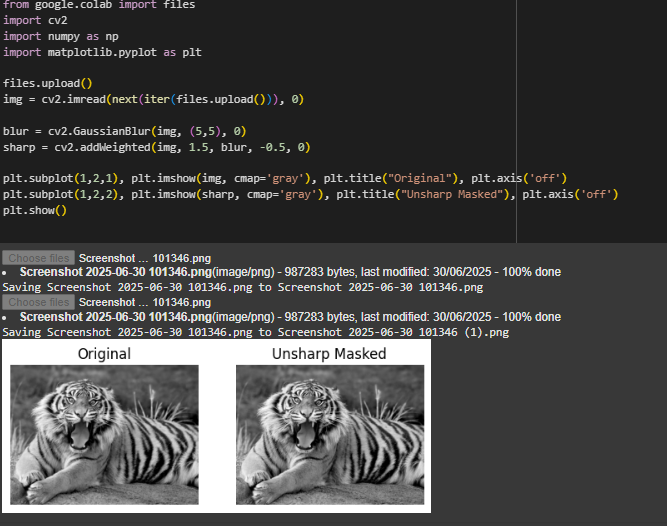 from google.colab import files
import cv2
import numpy as np
import matplotlib.pyplot as plt
files.upload()
img = cv2.imread(next(iter(files.upload())), 0)
blur = cv2.GaussianBlur(img, (5,5), 0)
sharp = cv2.addWeighted(img, 1.5, blur, -0.5, 0)
plt.subplot(1,2,1), plt.imshow(img, cmap='gray'), plt.title("Original"), plt.axis('off')
plt.subplot(1,2,2), plt.imshow(sharp, cmap='gray'), plt.title("Unsharp Masked"), plt.axis('off')
plt.show()
Choose files Screenshot ... 101346.png
• Screenshot 2025-06-30 101346.png(image/png) - 987283 bytes, last modified: 30/06/2025 - 100% done
Saving Screenshot 2025-06-30 101346.png to Screenshot 2025-06-30 101346.png
Choose files Screenshot ... 101346.png
• Screenshot 2025-06-30 101346.png(image/png) - 987283 bytes, last modified: 30/06/2025 - 100% done
Saving Screenshot 2025-06-30 101346.png to Screenshot 2025-06-30 101346 (1).png
Original Unsharp Masked